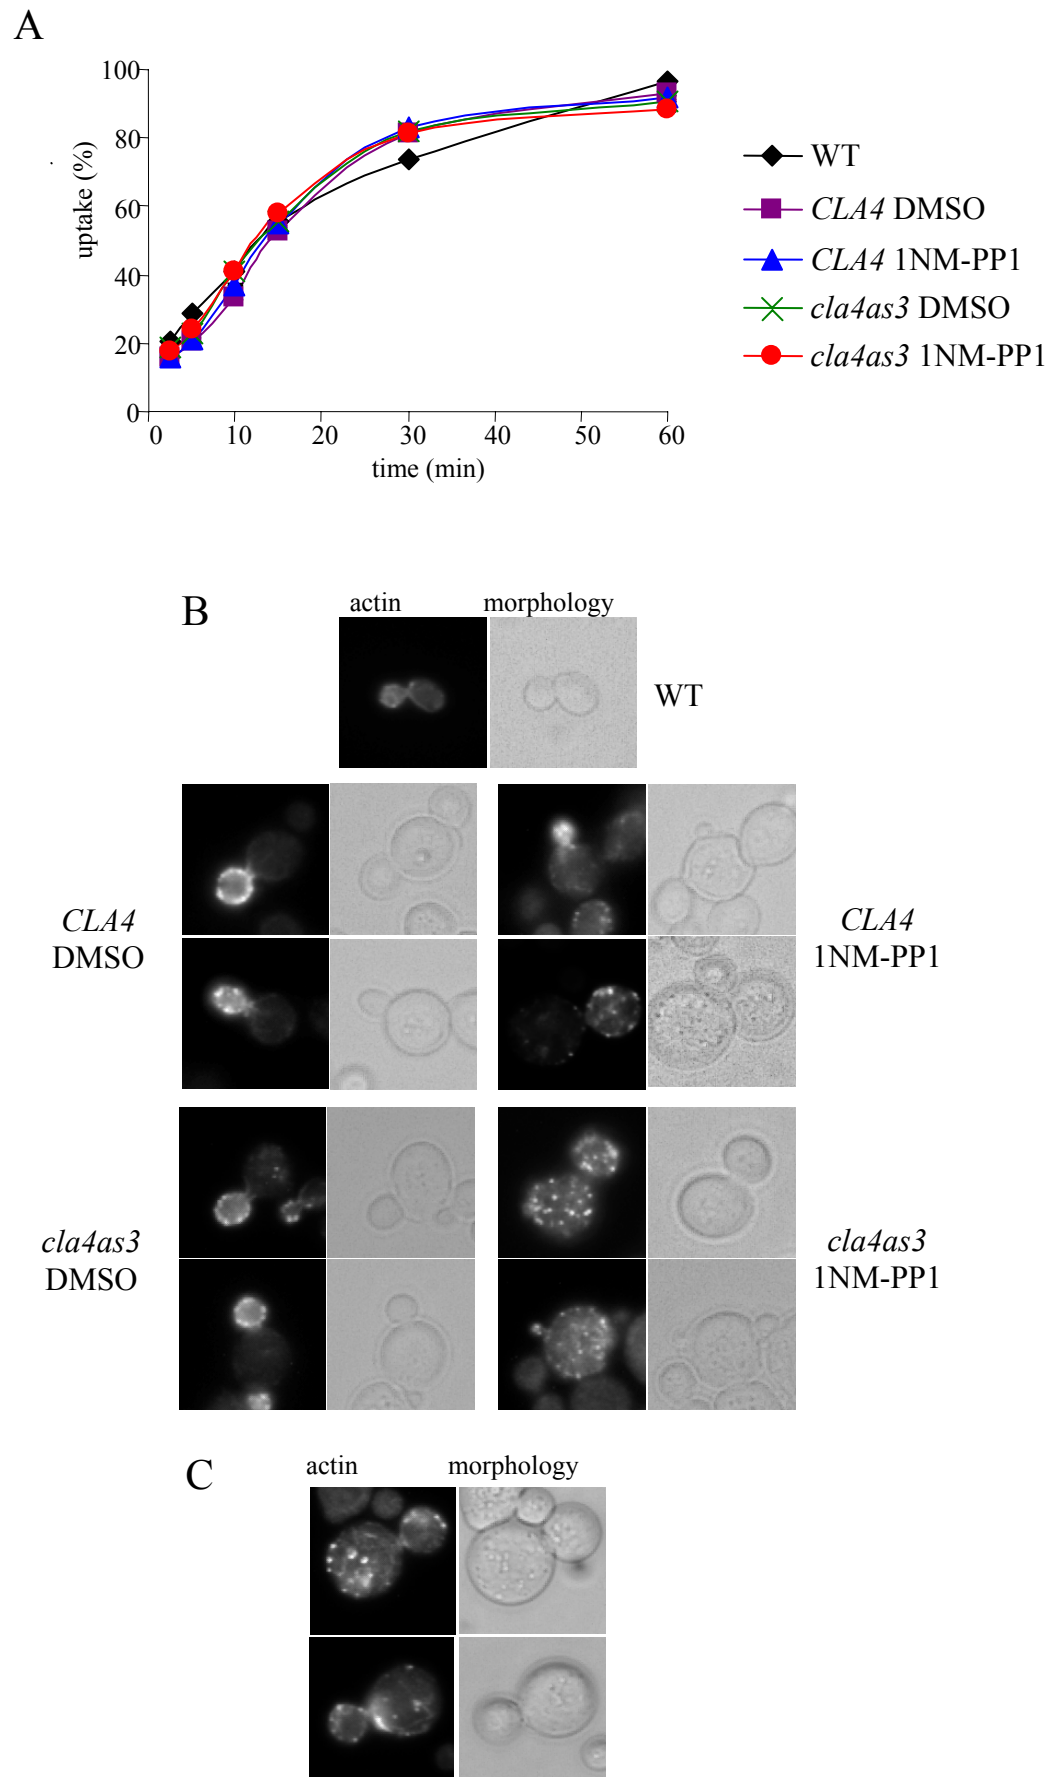 A
100
80
60
40
20
0
uptake (%)
0 10 20 30 40 50 60
time (min)
WT
CLA4 DMSO
CLA4 1NM-PP1
cla4as3 DMSO
cla4as3 1NM-PP1
B
actin morphology
WT
CLA4
DMSO
CLA4
1NM-PP1
cla4as3
DMSO
cla4as3
1NM-PP1
C
actin morphology